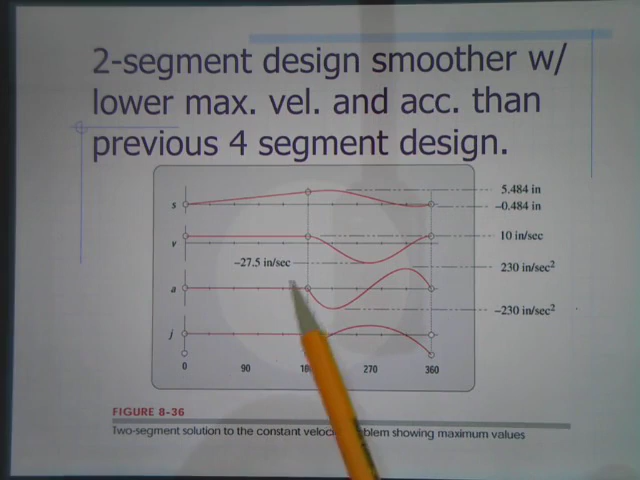 2-segment design smoother w/
lower max. vel. and acc. than
previous 4 segment design.
s
5.484 in
−0.484 in
v
10 in/sec
−27.5 in/sec
230 in/sec²
a
−230 in/sec²
j
0 90 270 360
FIGURE 8-36
Two-segment solution to the constant showing maximum values